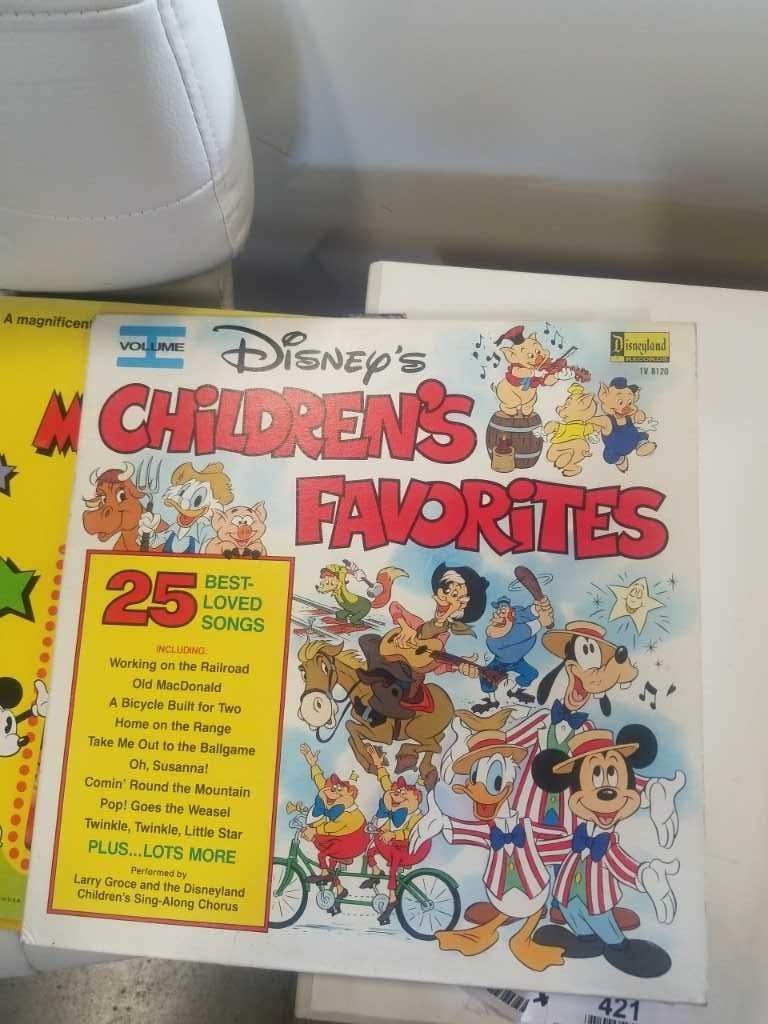 A magnificen
M
VOLUME
I
Disney's
Disneyland
RECORDS
1V 8120
CHiLDREN'S
FAVORiTES
25 BEST-
LOVED
SONGS
INCLUDING:
Working on the Railroad
Old MacDonald
A Bicycle Built for Two
Home on the Range
Take Me Out to the Ballgame
Oh, Susanna!
Comin' Round the Mountain
Pop! Goes the Weasel
Twinkle, Twinkle, Little Star
PLUS...LOTS MORE
Performed by
Larry Groce and the Disneyland
Children's Sing-Along Chorus
421